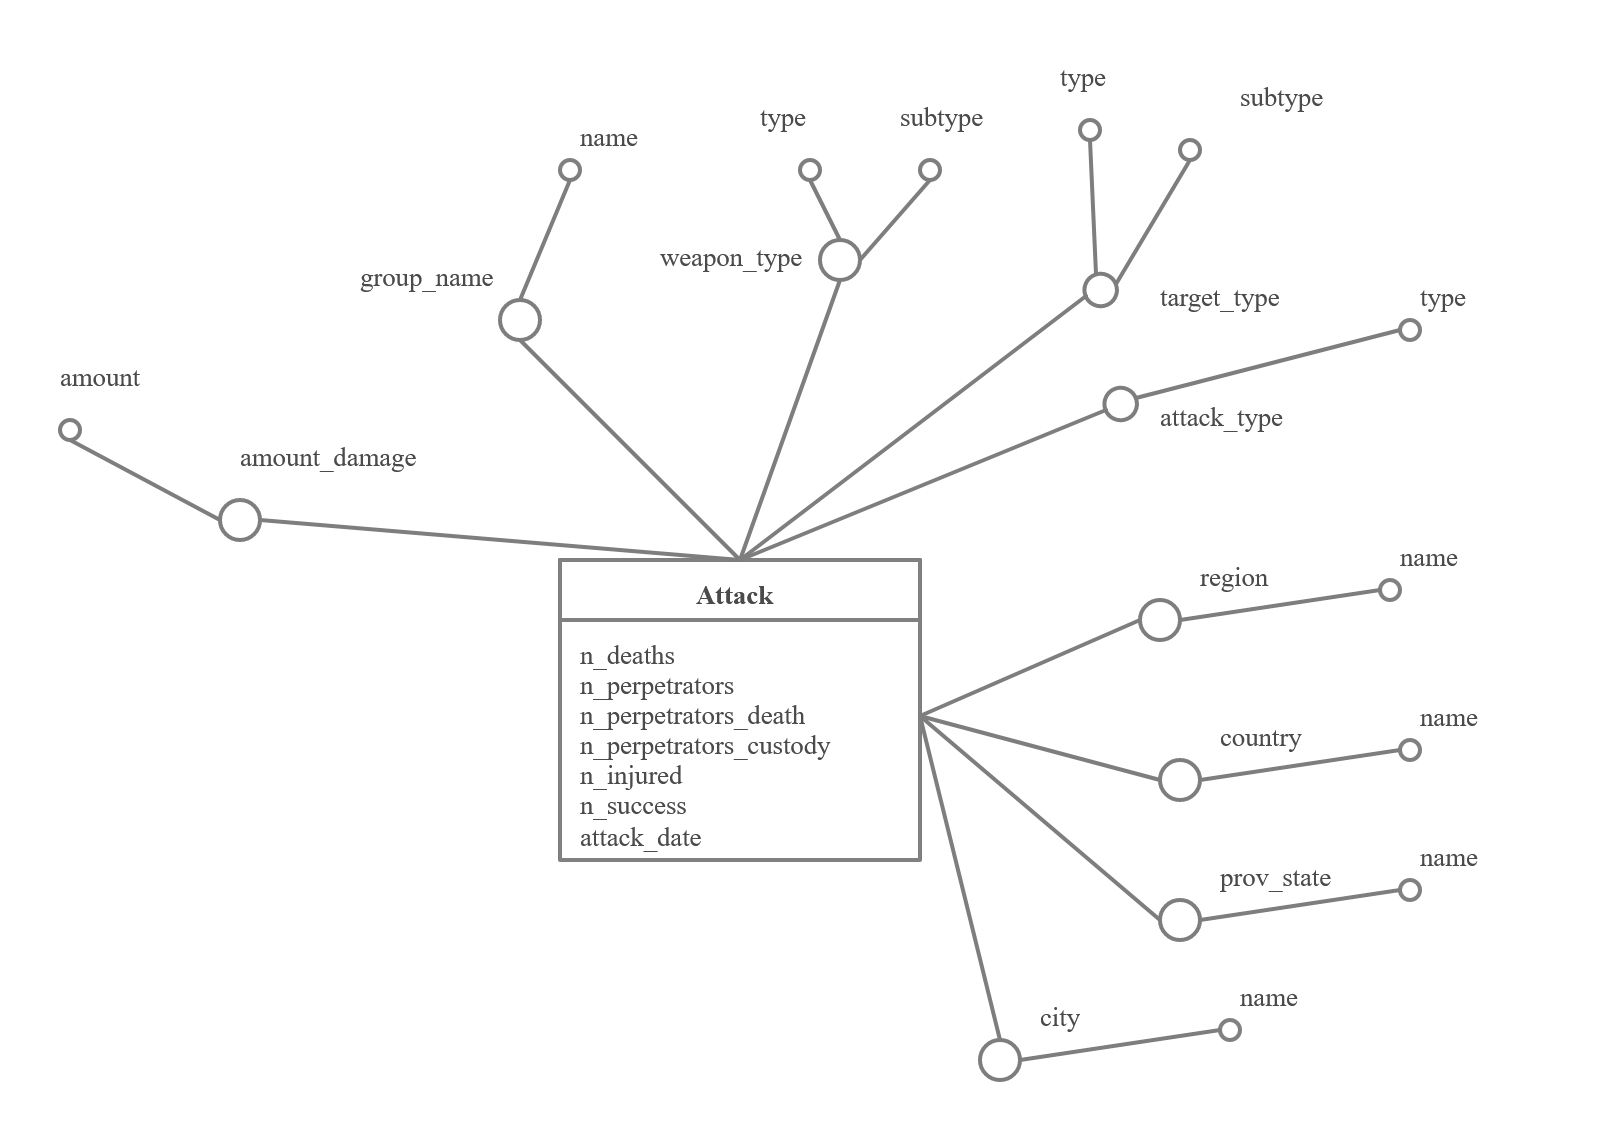 type
subtype
type
subtype
name
weapon_type
group_name
target_type
type
amount
attack_type
amount_damage
name
region
Attack
n_deaths
n_perpetrators
n_perpetrators_death
n_perpetrators_custody
n_injured
n_success
attack_date
name
country
name
prov_state
name
city